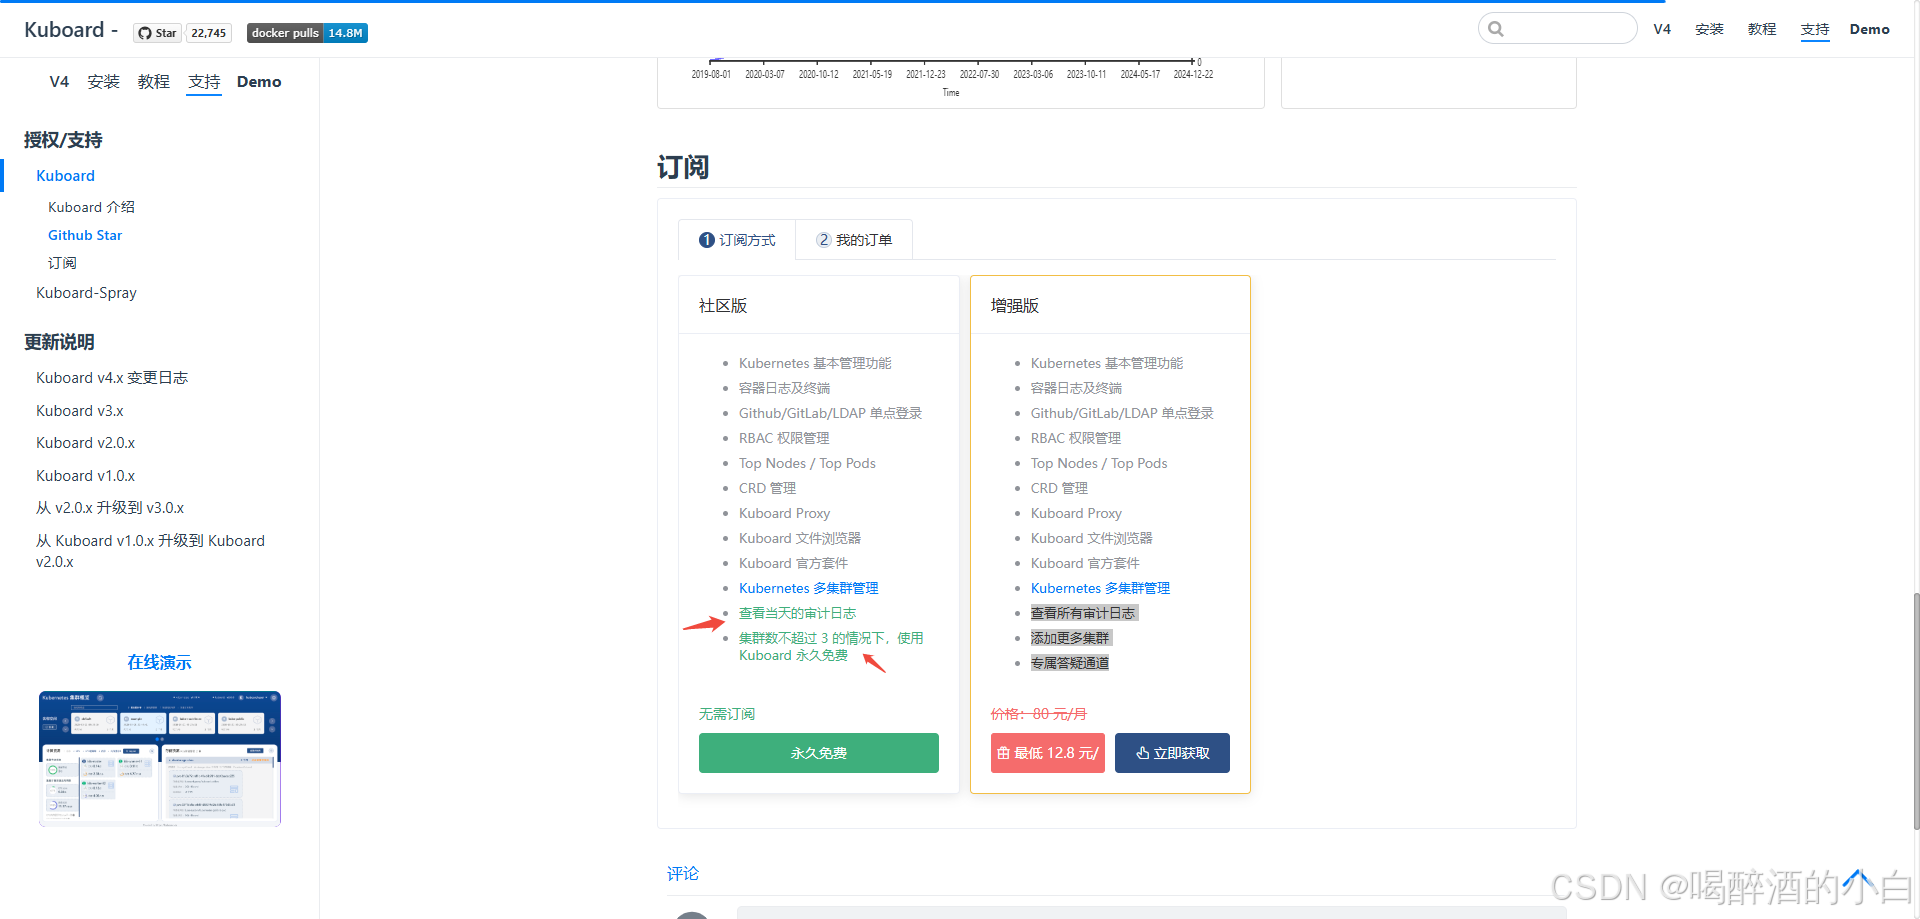 Kuboard -
Star 22,745
docker pulls 14.8M
V4 安装 教程 支持 Demo
V4 安装 教程 支持 Demo
授权/支持
Kuboard
Kuboard 介绍
Github Star
订阅
Kuboard-Spray
更新说明
Kuboard v4.x 变更日志
Kuboard v3.x
Kuboard v2.0.x
Kuboard v1.0.x
从 v2.0.x 升级到 v3.0.x
从 Kuboard v1.0.x 升级到 Kuboard
v2.0.x
在线演示
0
2019-08-01 2020-03-07 2020-10-12 2021-05-19 2021-12-23 2022-07-30 2023-03-06 2023-10-11 2024-05-17 2024-12-22
Time
订阅
1 订阅方式 2 我的订单
社区版
Kubernetes 基本管理功能
容器日志及终端
Github/GitLab/LDAP 单点登录
RBAC 权限管理
Top Nodes / Top Pods
CRD 管理
Kuboard Proxy
Kuboard 文件浏览器
Kuboard 官方套件
Kubernetes 多集群管理
查看当天的审计日志
集群数不超过 3 的情况下，使用
Kuboard 永久免费
无需订阅
永久免费
增强版
Kubernetes 基本管理功能
容器日志及终端
Github/GitLab/LDAP 单点登录
RBAC 权限管理
Top Nodes / Top Pods
CRD 管理
Kuboard Proxy
Kuboard 文件浏览器
Kuboard 官方套件
Kubernetes 多集群管理
查看所有审计日志
添加更多集群
专属答疑通道
价格：80 元/月
最低 12.8 元/ 立即获取
评论
CSDN @喝醉酒的小白